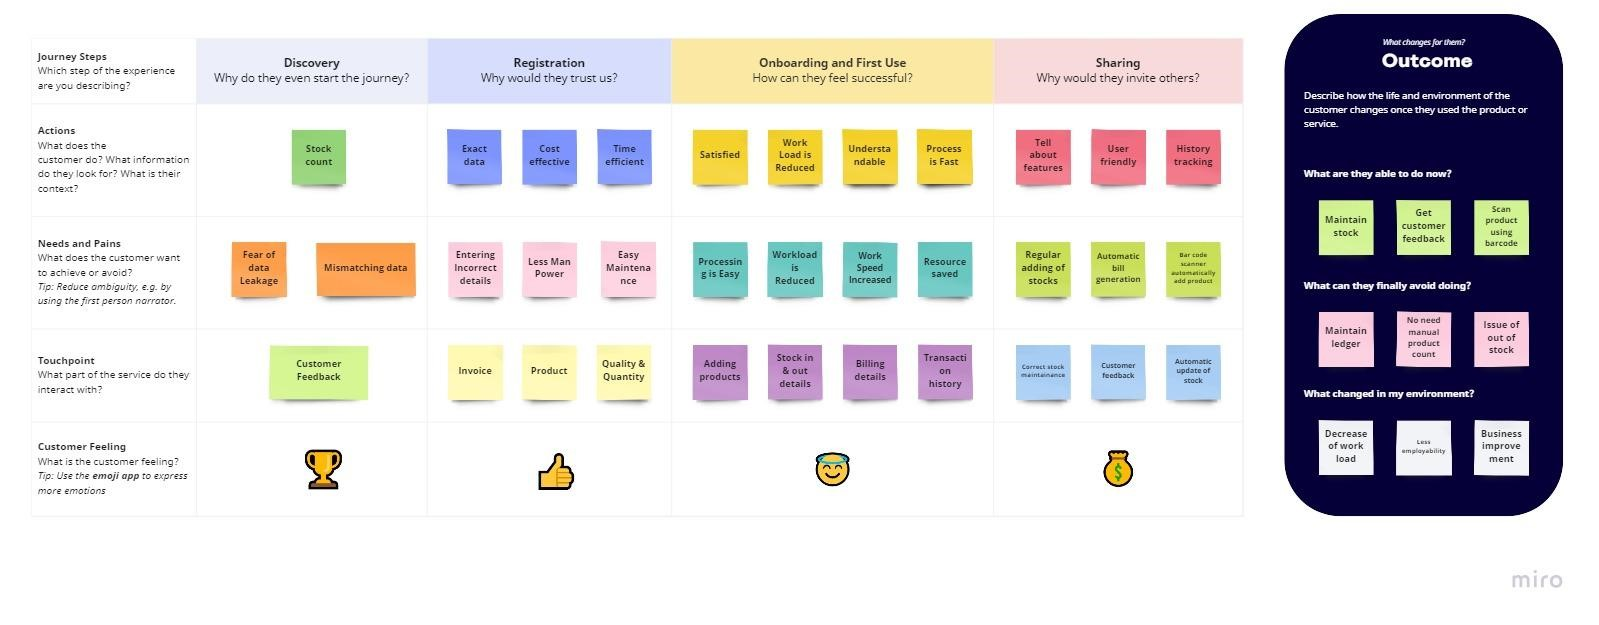 Journey Steps
Which step of the experience
are you describing?
Discovery
Why do they even start the journey?
Registration
Why would they trust us?
Onboarding and First Use
How can they feel successful?
Sharing
Why would they invite others?
Actions
What does the
customer do? What information
do they look for? What is their
context?
Stock
count
Exact
data
Cost
effective
Time
efficient
Satisfied
Work
Load is
Reduced
Understa
ndable
Process
is Fast
Tell
about
features
User
friendly
History
tracking
Needs and Pains
What does the customer want
to achieve or avoid?
Tip: Reduce ambiguity, e.g. by
using the first person narrator.
Fear of
data
Leakage
Mismatching data
Entering
Incorrect
details
Less Man
Power
Easy
Maintena
nce
Processin
g is Easy
Workload
is
Reduced
Work
Speed
Increased
Resource
saved
Regular
adding of
stocks
Automatic
bill
generation
Bar code
scanner
automatically
add product
Touchpoint
What part of the service do they
interact with?
Customer
Feedback
Invoice
Product
Quality &
Quantity
Adding
products
Stock in
& out
details
Billing
details
Transacti
on
history
Correct stock
maintainance
Customer
feedback
Automatic
update of
stock
Customer Feeling
What is the customer feeling?
Tip: Use the emoji app to express
more emotions
What changes for them?
Outcome
Describe how the life and environment of the
customer changes once they used the product or
service.
What are they able to do now?
Maintain
stock
Get
customer
feedback
Scan
product
using
barcode
What can they finally avoid doing?
Maintain
ledger
No need
manual
product
count
Issue of
out of
stock
What changed in my environment?
Decrease
of work
load
Less
employability
Business
improve
ment
miro